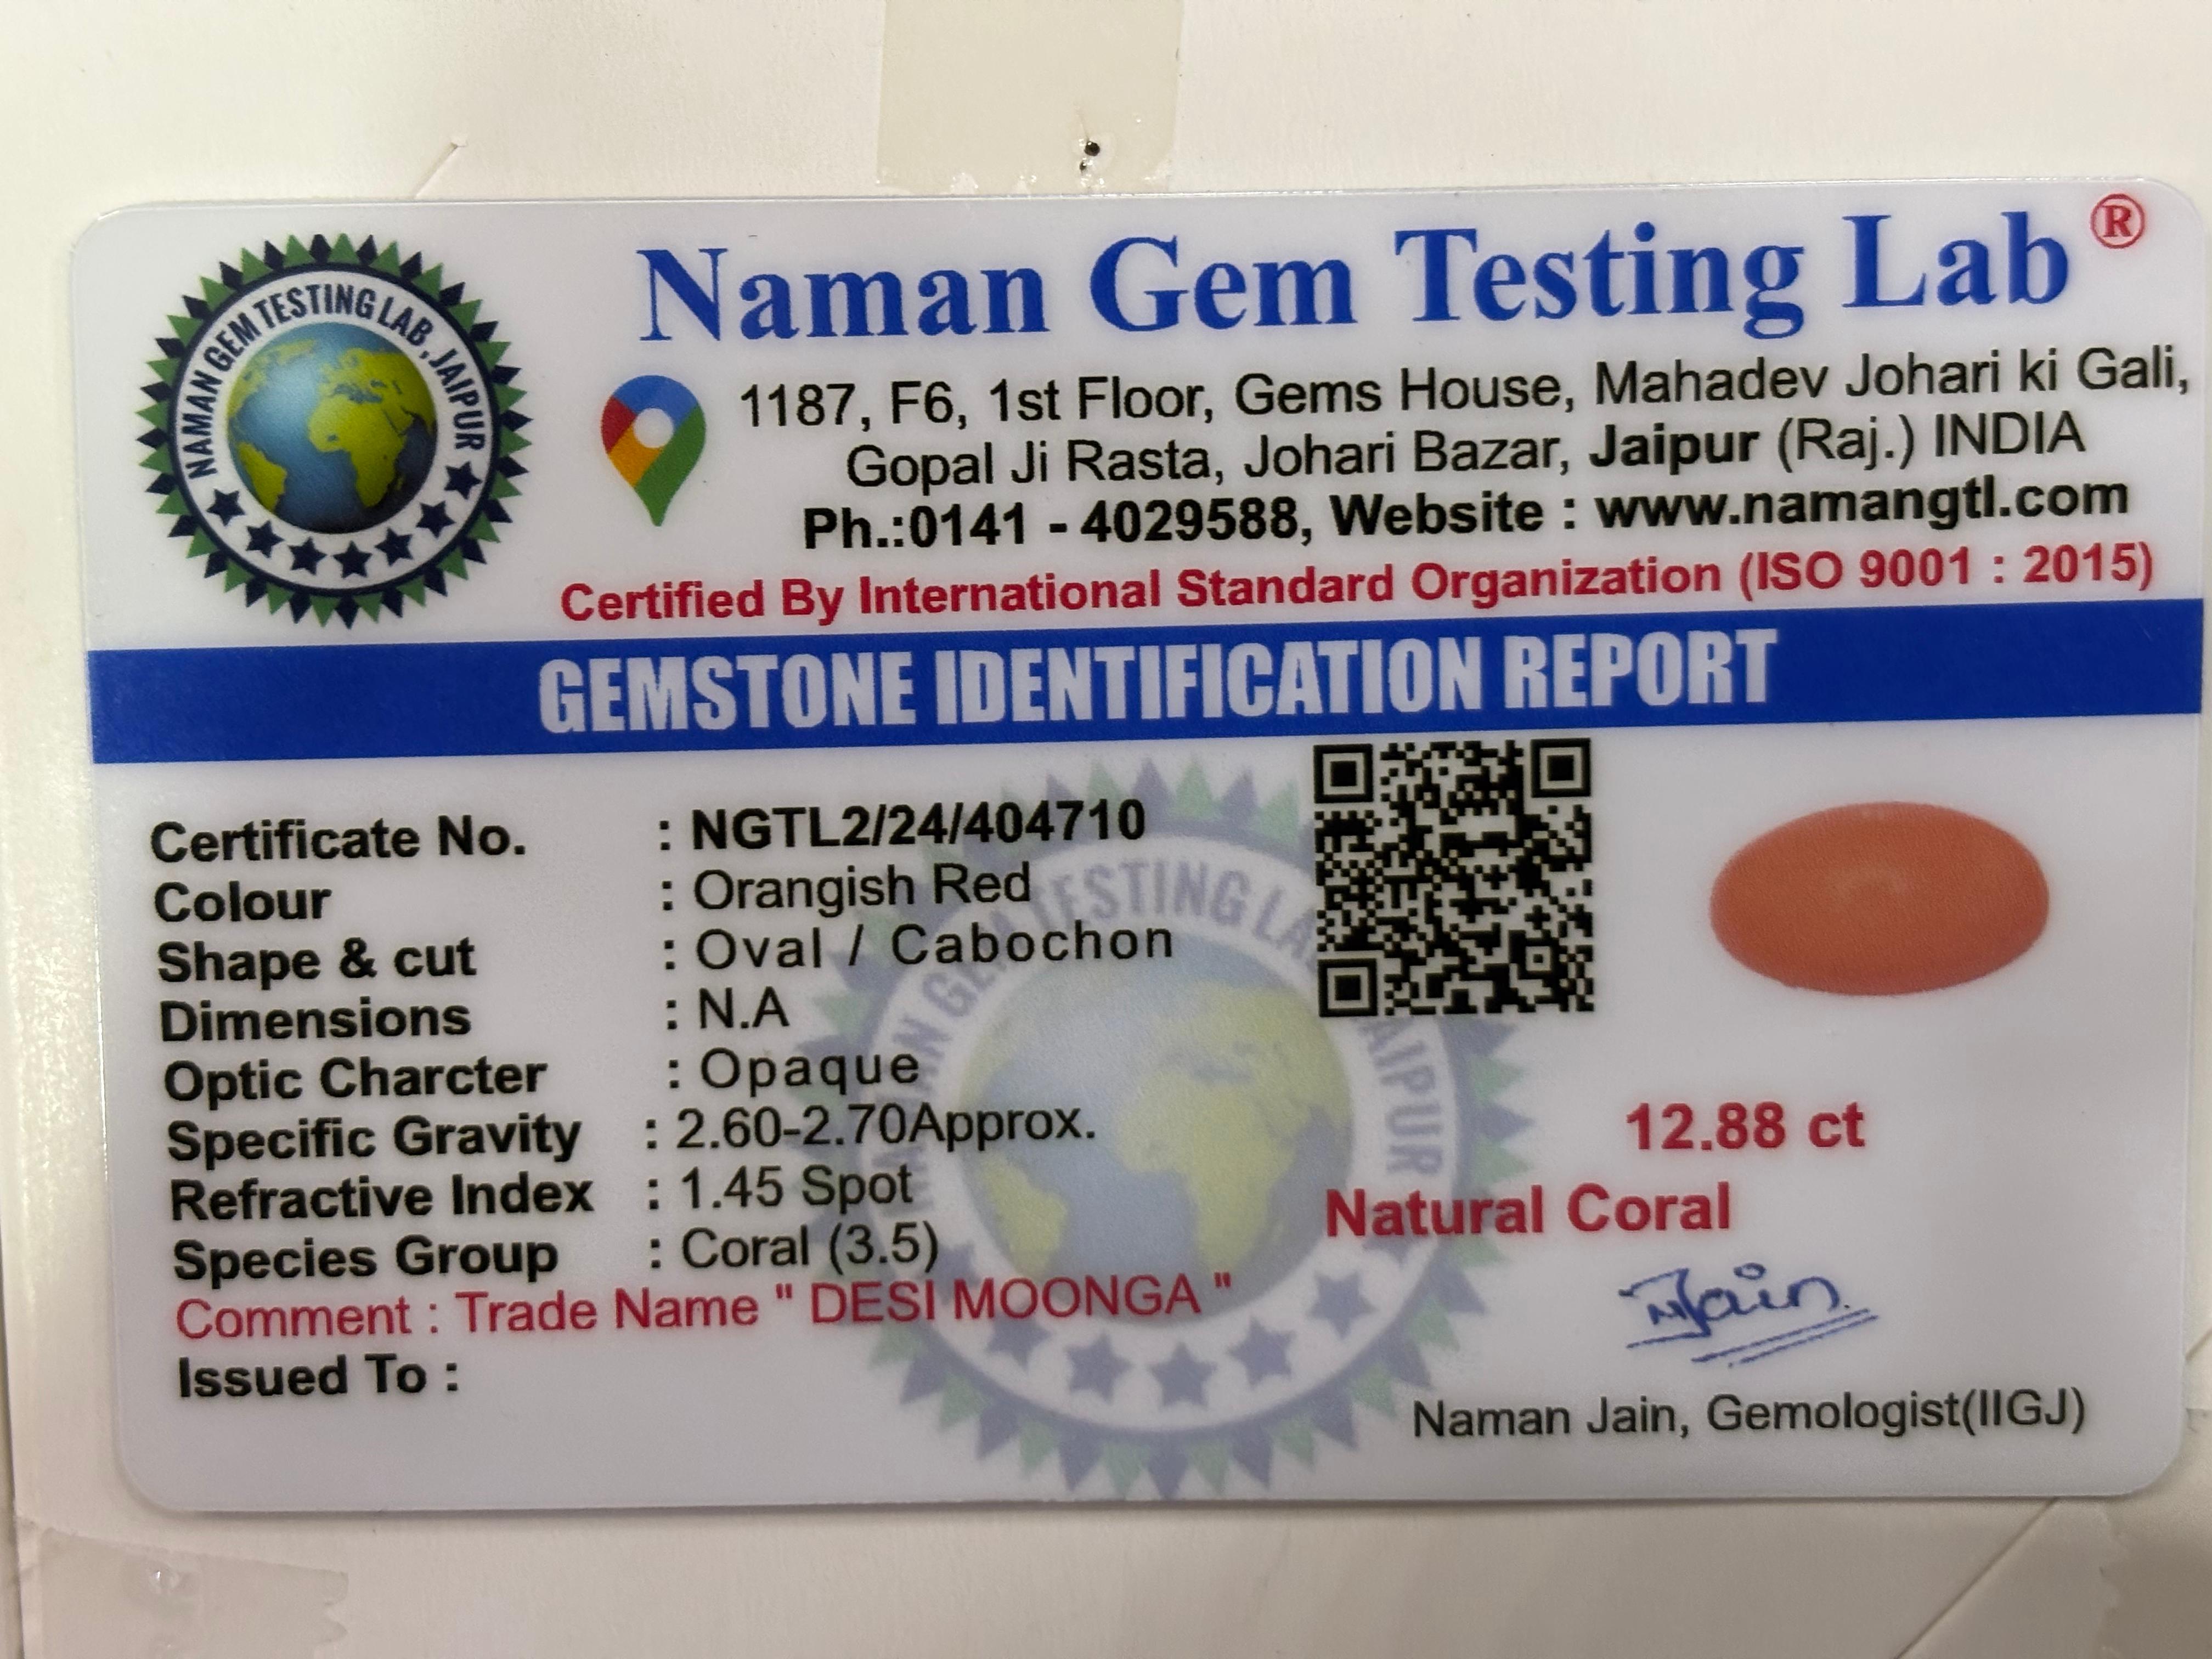 NAMAN GEM TESTING LAB, JAIPUR
Naman Gem Testing Lab ®
1187, F6, 1st Floor, Gems House, Mahadev Johari ki Gali,
Gopal Ji Rasta, Johari Bazar, Jaipur (Raj.) INDIA
Ph.:0141 - 4029588, Website : www.namangtl.com
Certified By International Standard Organization (ISO 9001 : 2015)
GEMSTONE IDENTIFICATION REPORT
Certificate No. : NGTL2/24/404710
Colour : Orangish Red
Shape & cut : Oval / Cabochon
Dimensions : N.A
Optic Charcter : Opaque
Specific Gravity : 2.60-2.70Approx.
Refractive Index : 1.45 Spot
Species Group : Coral (3.5)
Comment : Trade Name " DESI MOONGA "
Issued To :
12.88 ct
Natural Coral
NJain
Naman Jain, Gemologist(IIGJ)